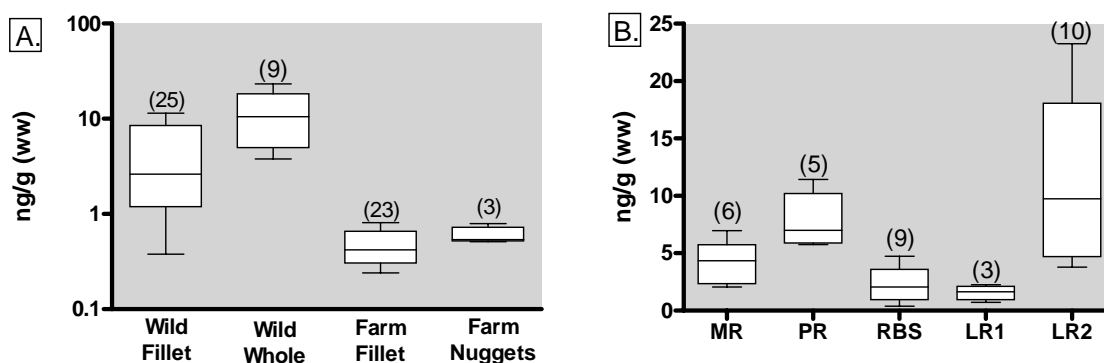 A.
ng/g (ww)
100
10
1
0.1
(25)
(9)
(23)
(3)
Wild Fillet
Wild Whole
Farm Fillet
Farm Nuggets
B.
ng/g (ww)
25
20
15
10
5
0
(6)
(5)
(9)
(3)
(10)
MR
PR
RBS
LR1
LR2